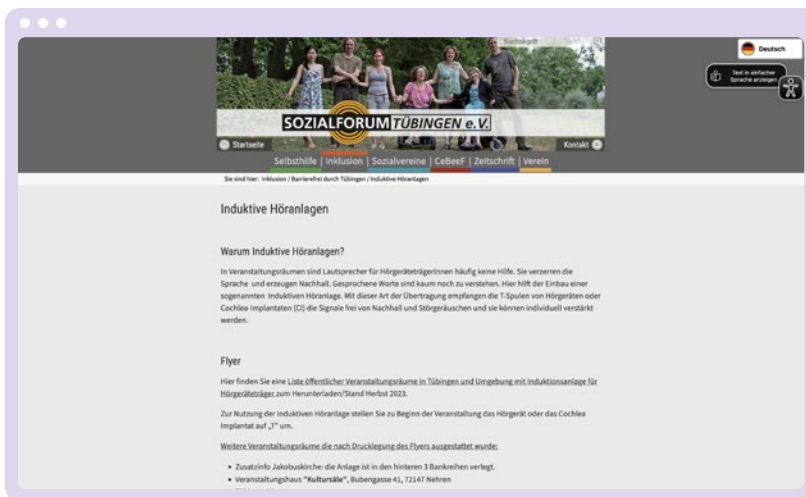 Suchbegriff
Deutsch
Text in einfacher
Sprache anzeigen
SOZIALFORUM TÜBINGEN e.V.
Startseite
Kontakt
Selbsthilfe | Inklusion | Sozialvereine | CeBeeF | Zeitschrift | Verein
Sie sind hier: Inklusion / Barrierefrei durch Tübingen / Induktive Höranlagen
Induktive Höranlagen
Warum Induktive Höranlagen?
In Veranstaltungsräumen sind Lautsprecher für HörgeräteträgerInnen häufig keine Hilfe. Sie verzerren die
Sprache und erzeugen Nachhall. Gesprochene Worte sind kaum noch zu verstehen. Hier hilft der Einbau einer
sogenannten Induktiven Höranlage. Mit dieser Art der Übertragung empfangen die T-Spulen von Hörgeräten oder
Cochlea-Implantaten (CI) die Signale frei von Nachhall und Störgeräuschen und sie können individuell verstärkt
werden.
Flyer
Hier finden Sie eine Liste öffentlicher Veranstaltungsräume in Tübingen und Umgebung mit Induktionsanlage für
Hörgeräteträger zum Herunterladen/Stand Herbst 2023.
Zur Nutzung der Induktiven Höranlage stellen Sie zu Beginn der Veranstaltung das Hörgerät oder das Cochlea
Implantat auf „T" um.
Weitere Veranstaltungsräume die nach Drucklegung des Flyers ausgestattet wurde:
• Zusatzinfo Jakobuskirche: die Anlage ist in den hinteren 3 Bankreihen verlegt.
• Veranstaltungshaus "Kultursäle", Bubengasse 41, 72147 Nehren